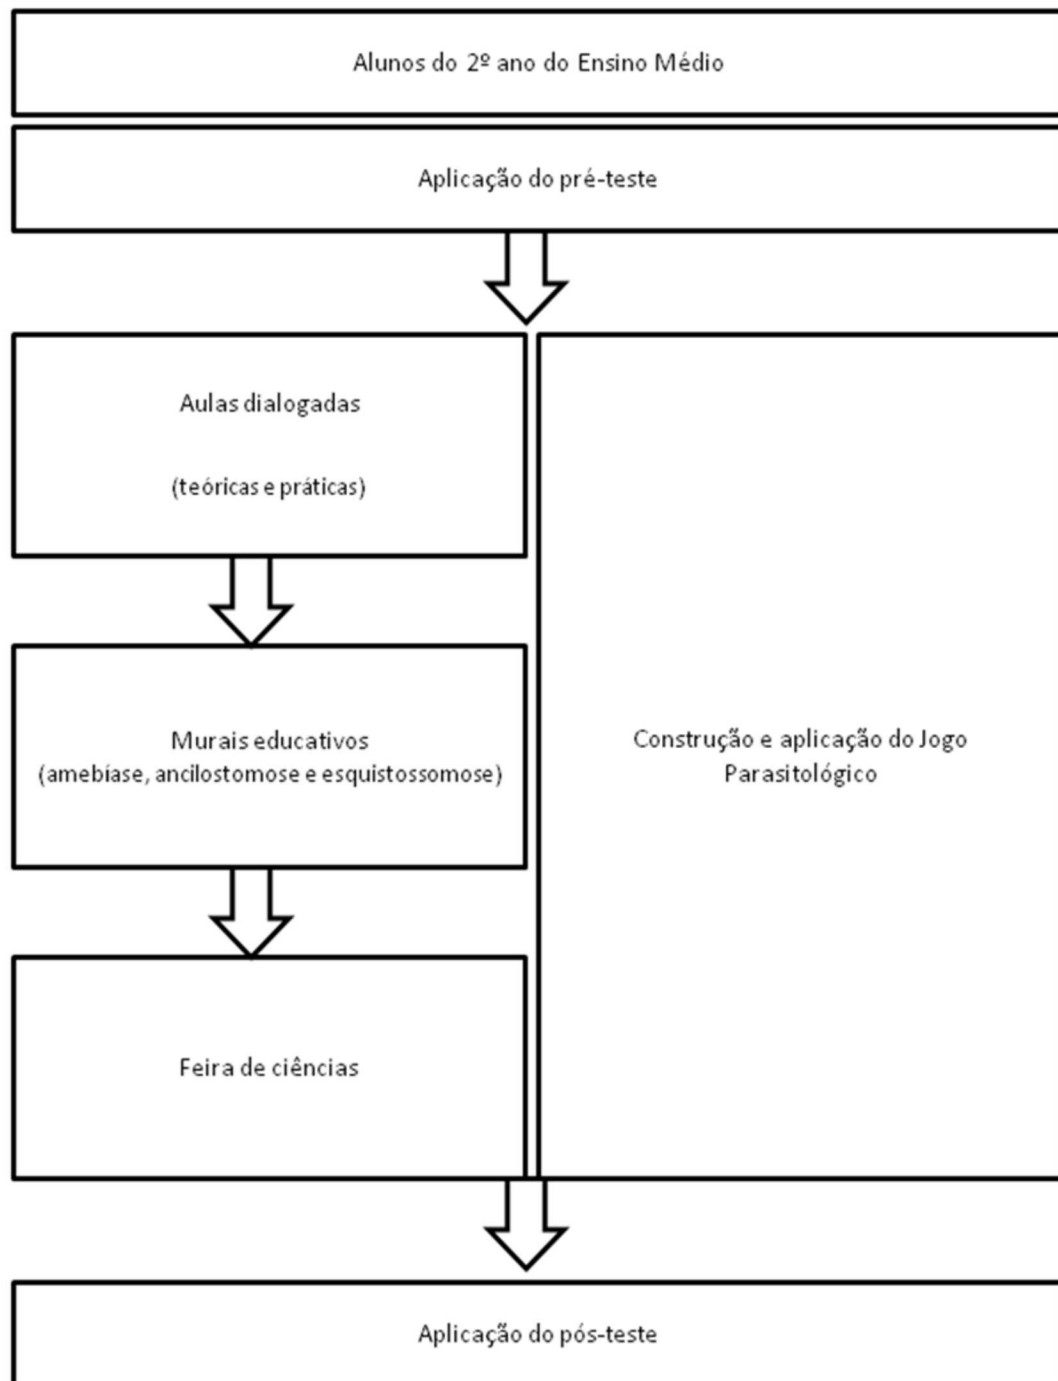 Alunos do 2º ano do Ensino Médio
Aplicação do pré-teste
Aulas dialogadas
(teóricas e práticas)
Murais educativos
(amebíase, ancilostomose e esquistossomose)
Construção e aplicação do Jogo
Parasitológico
Feira de ciências
Aplicação do pós-teste